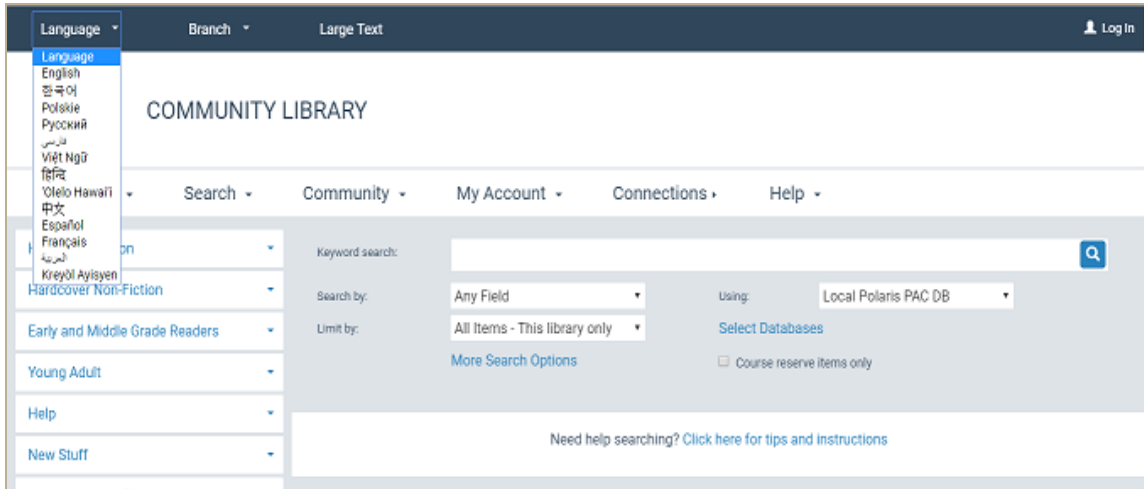 Language Branch Large Text Log In
Language
English
한국어
Polskie
Русский
فارسی
Việt Ngữ
हिन्दि
'Olelo Hawai'i
中文
Español
Français
العربية
Kreyòl Ayisyen
COMMUNITY LIBRARY
Search Community My Account Connections Help
Hardcover Non-Fiction
Early and Middle Grade Readers
Young Adult
Help
New Stuff
Keyword search:
Search by: Any Field Using: Local Polaris PAC DB
Limit by: All Items - This library only Select Databases
More Search Options Course reserve items only
Need help searching? Click here for tips and instructions